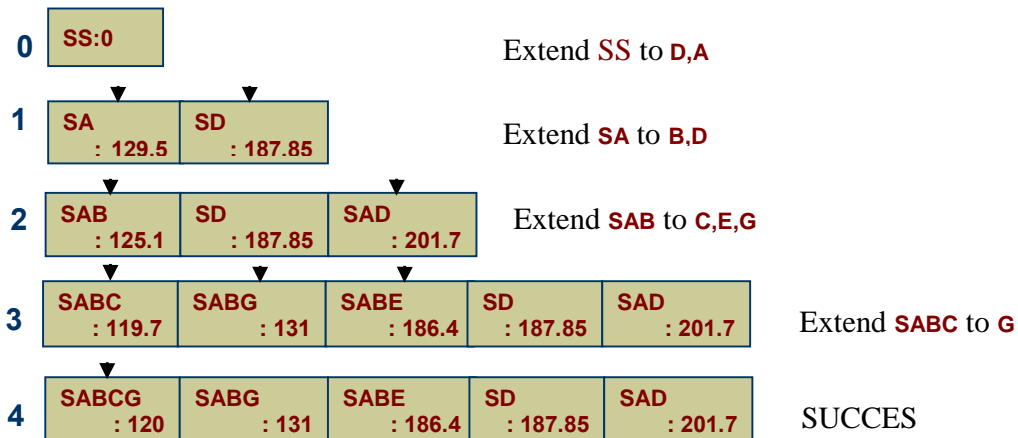 0
SS:0
Extend SS to D,A
1
SA
: 129.5
SD
: 187.85
Extend SA to B,D
2
SAB
: 125.1
SD
: 187.85
SAD
: 201.7
Extend SAB to C,E,G
3
SABC
: 119.7
SABG
: 131
SABE
: 186.4
SD
: 187.85
SAD
: 201.7
Extend SABC to G
4
SABCG
: 120
SABG
: 131
SABE
: 186.4
SD
: 187.85
SAD
: 201.7
SUCCES